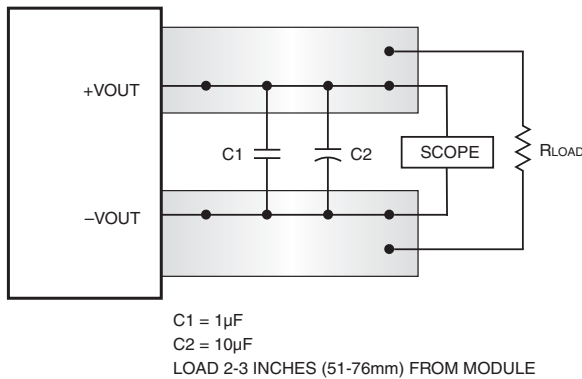 +VOUT
C1
C2
SCOPE
RLOAD
–VOUT
C1 = 1μF
C2 = 10μF
LOAD 2-3 INCHES (51-76mm) FROM MODULE